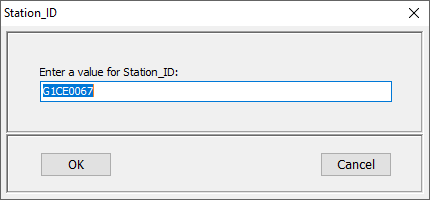 Station_ID
Enter a value for Station_ID:
G1CE0067
OK
Cancel